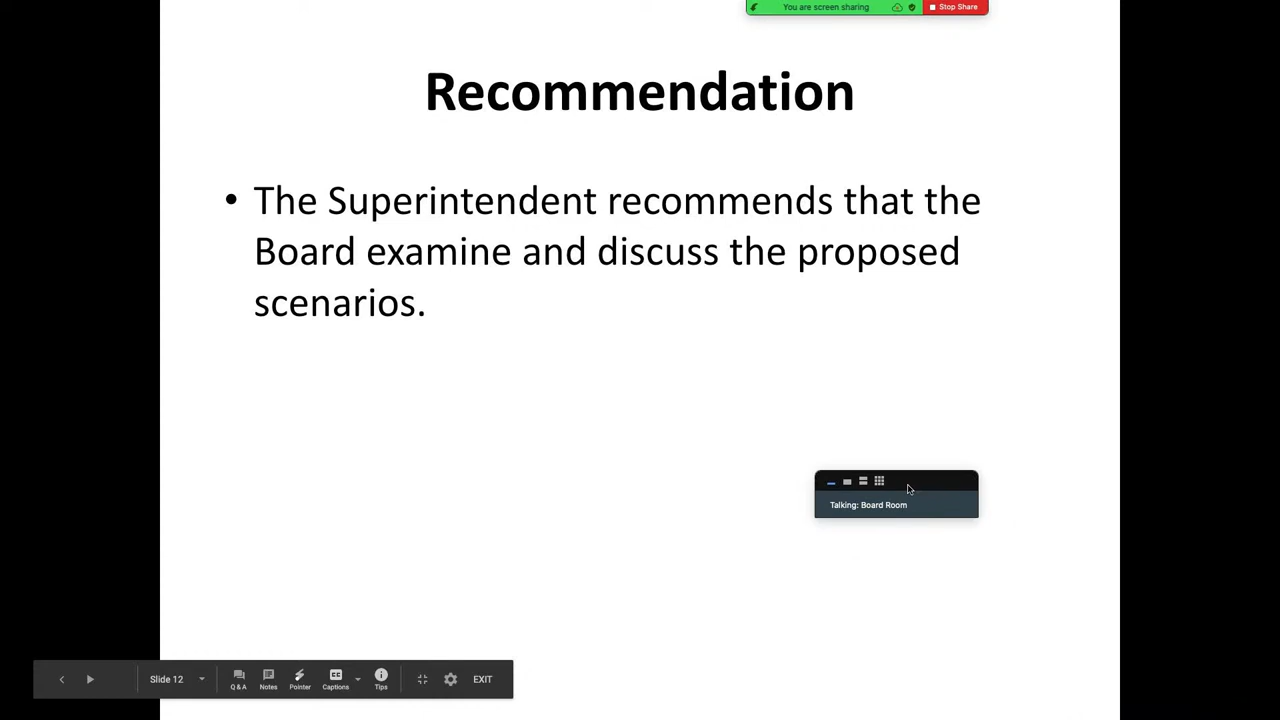 You are screen sharing
Stop Share
Recommendation
• The Superintendent recommends that the
Board examine and discuss the proposed
scenarios.
Talking: Board Room
Slide 12
Q & A
Notes
Pointer
CC
Captions
Tips
EXIT